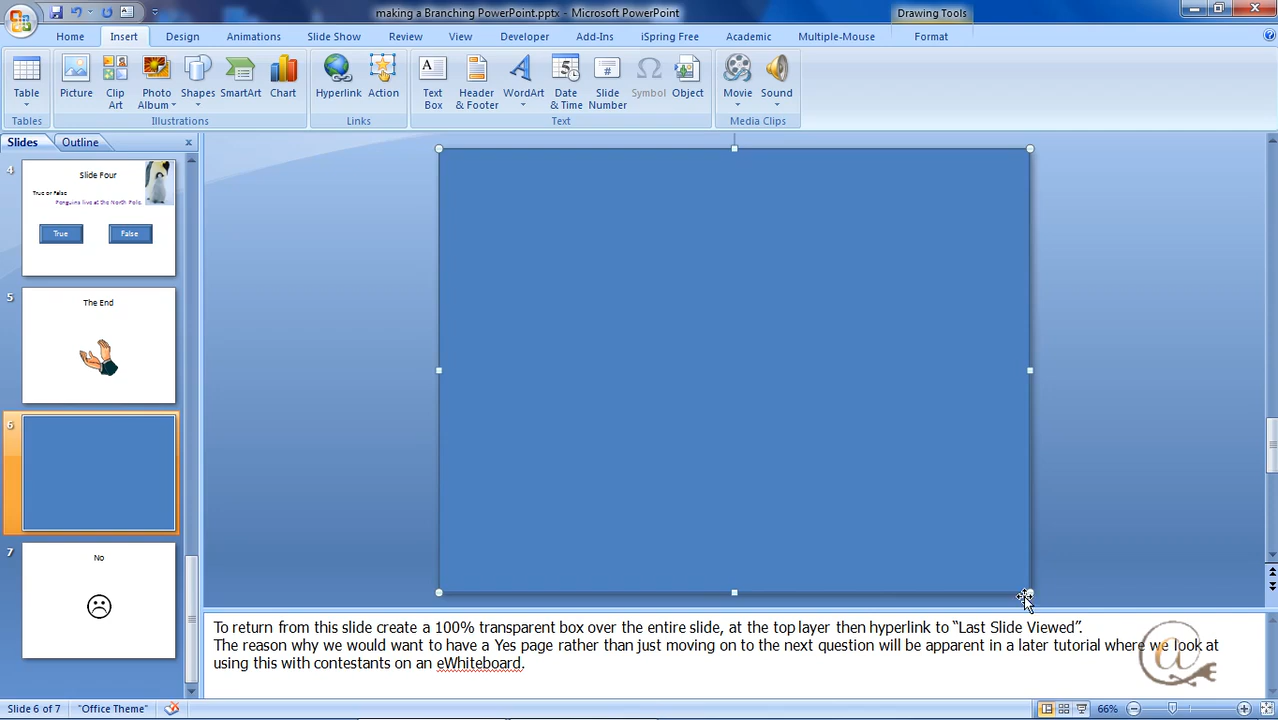 making a Branching PowerPoint.pptx - Microsoft PowerPoint
Drawing Tools
Home Insert Design Animations Slide Show Review View Developer Add-Ins iSpring Free Academic Multiple-Mouse Format
Table
Picture
Clip Art
Photo Album
Shapes
SmartArt
Chart
Hyperlink
Action
Text Box
Header & Footer
WordArt
Date & Time
Slide Number
Symbol
Object
Movie
Sound
Tables Illustrations Links Text Media Clips
Slides Outline
4
Slide Four
True or False
Penguins live at the North Pole.
True False
5
The End
6
7
No
To return from this slide create a 100% transparent box over the entire slide, at the top layer then hyperlink to “Last Slide Viewed”.
The reason why we would want to have a Yes page rather than just moving on to the next question will be apparent in a later tutorial where we look at
using this with contestants on an eWhiteboard.
Slide 6 of 7 "Office Theme" 66%